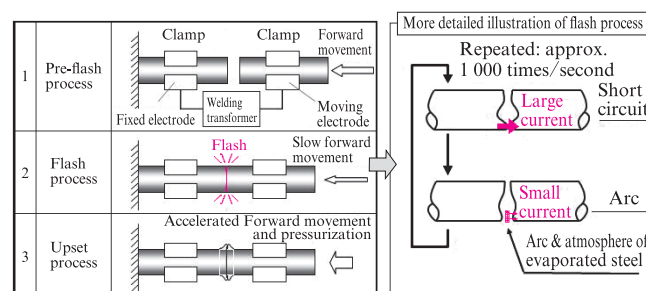 More detailed illustration of flash process
1
Pre-flash
process
Clamp
Clamp
Forward
movement
Welding
transformer
Fixed electrode
Moving
electrode
2
Flash
process
Flash
Slow forward
movement
3
Upset
process
Accelerated Forward movement
and pressurization
Repeated: approx.
1 000 times/second
Large
current
Short
circuit
Small
current
Arc
Arc & atmosphere of
evaporated steel